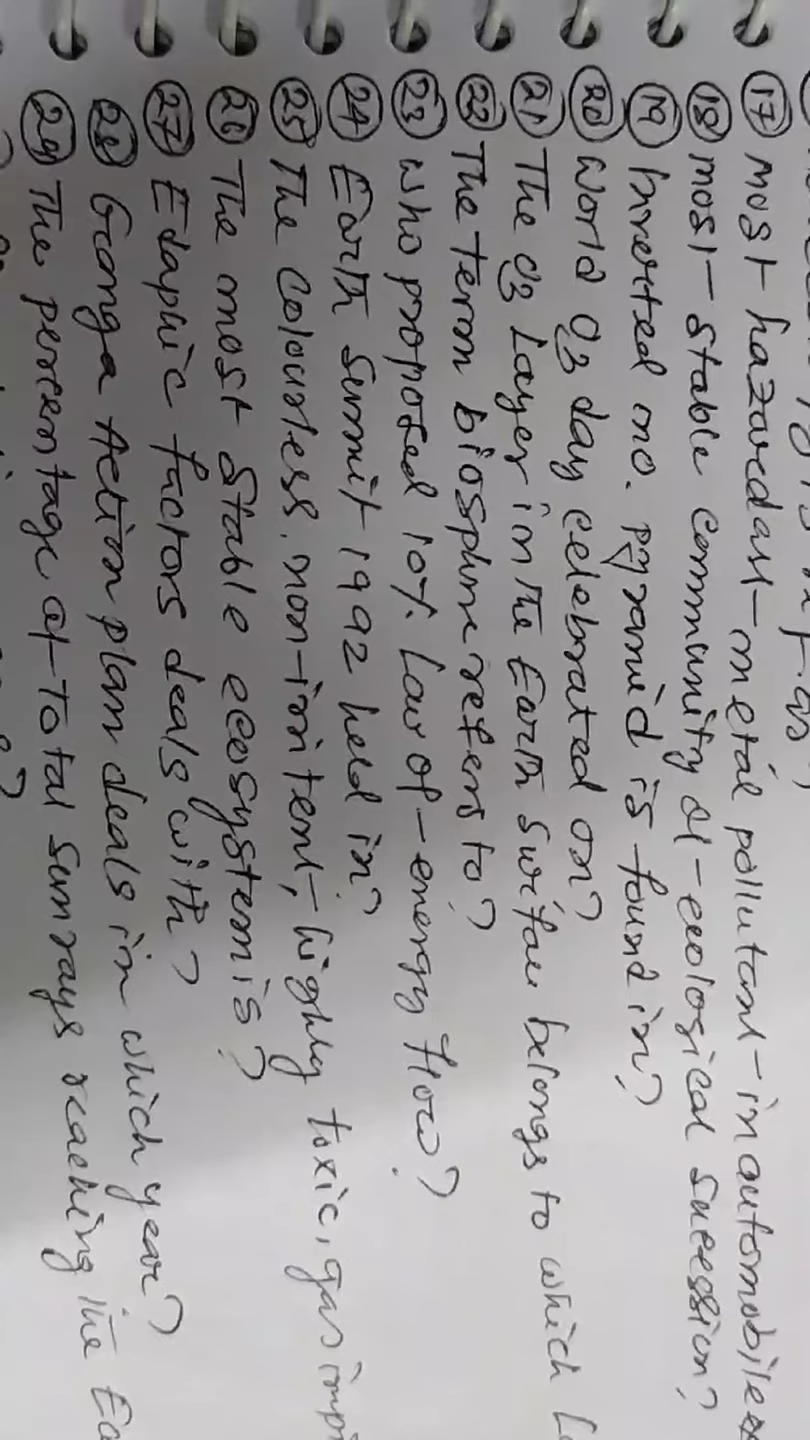 17 most hazardast metal pollutant in automobile
18 most stable community of ecological succession?
19 Inverted no. pyramid is found in?
20 World O3 day celebrated on?
21 The O3 Layer in the Earth surface belongs to which
22 The term biosphere refers to?
23 who proposed 10% Law of energy flow?
24 Earth summit 1992 held in?
25 The colourless, non-irritent, highly toxic, gas
26 The most stable ecosystem is?
27 Edaphic factors deals with?
28 Ganga Action plan deals in which year?
29 The percentage of total sunrays reaching the